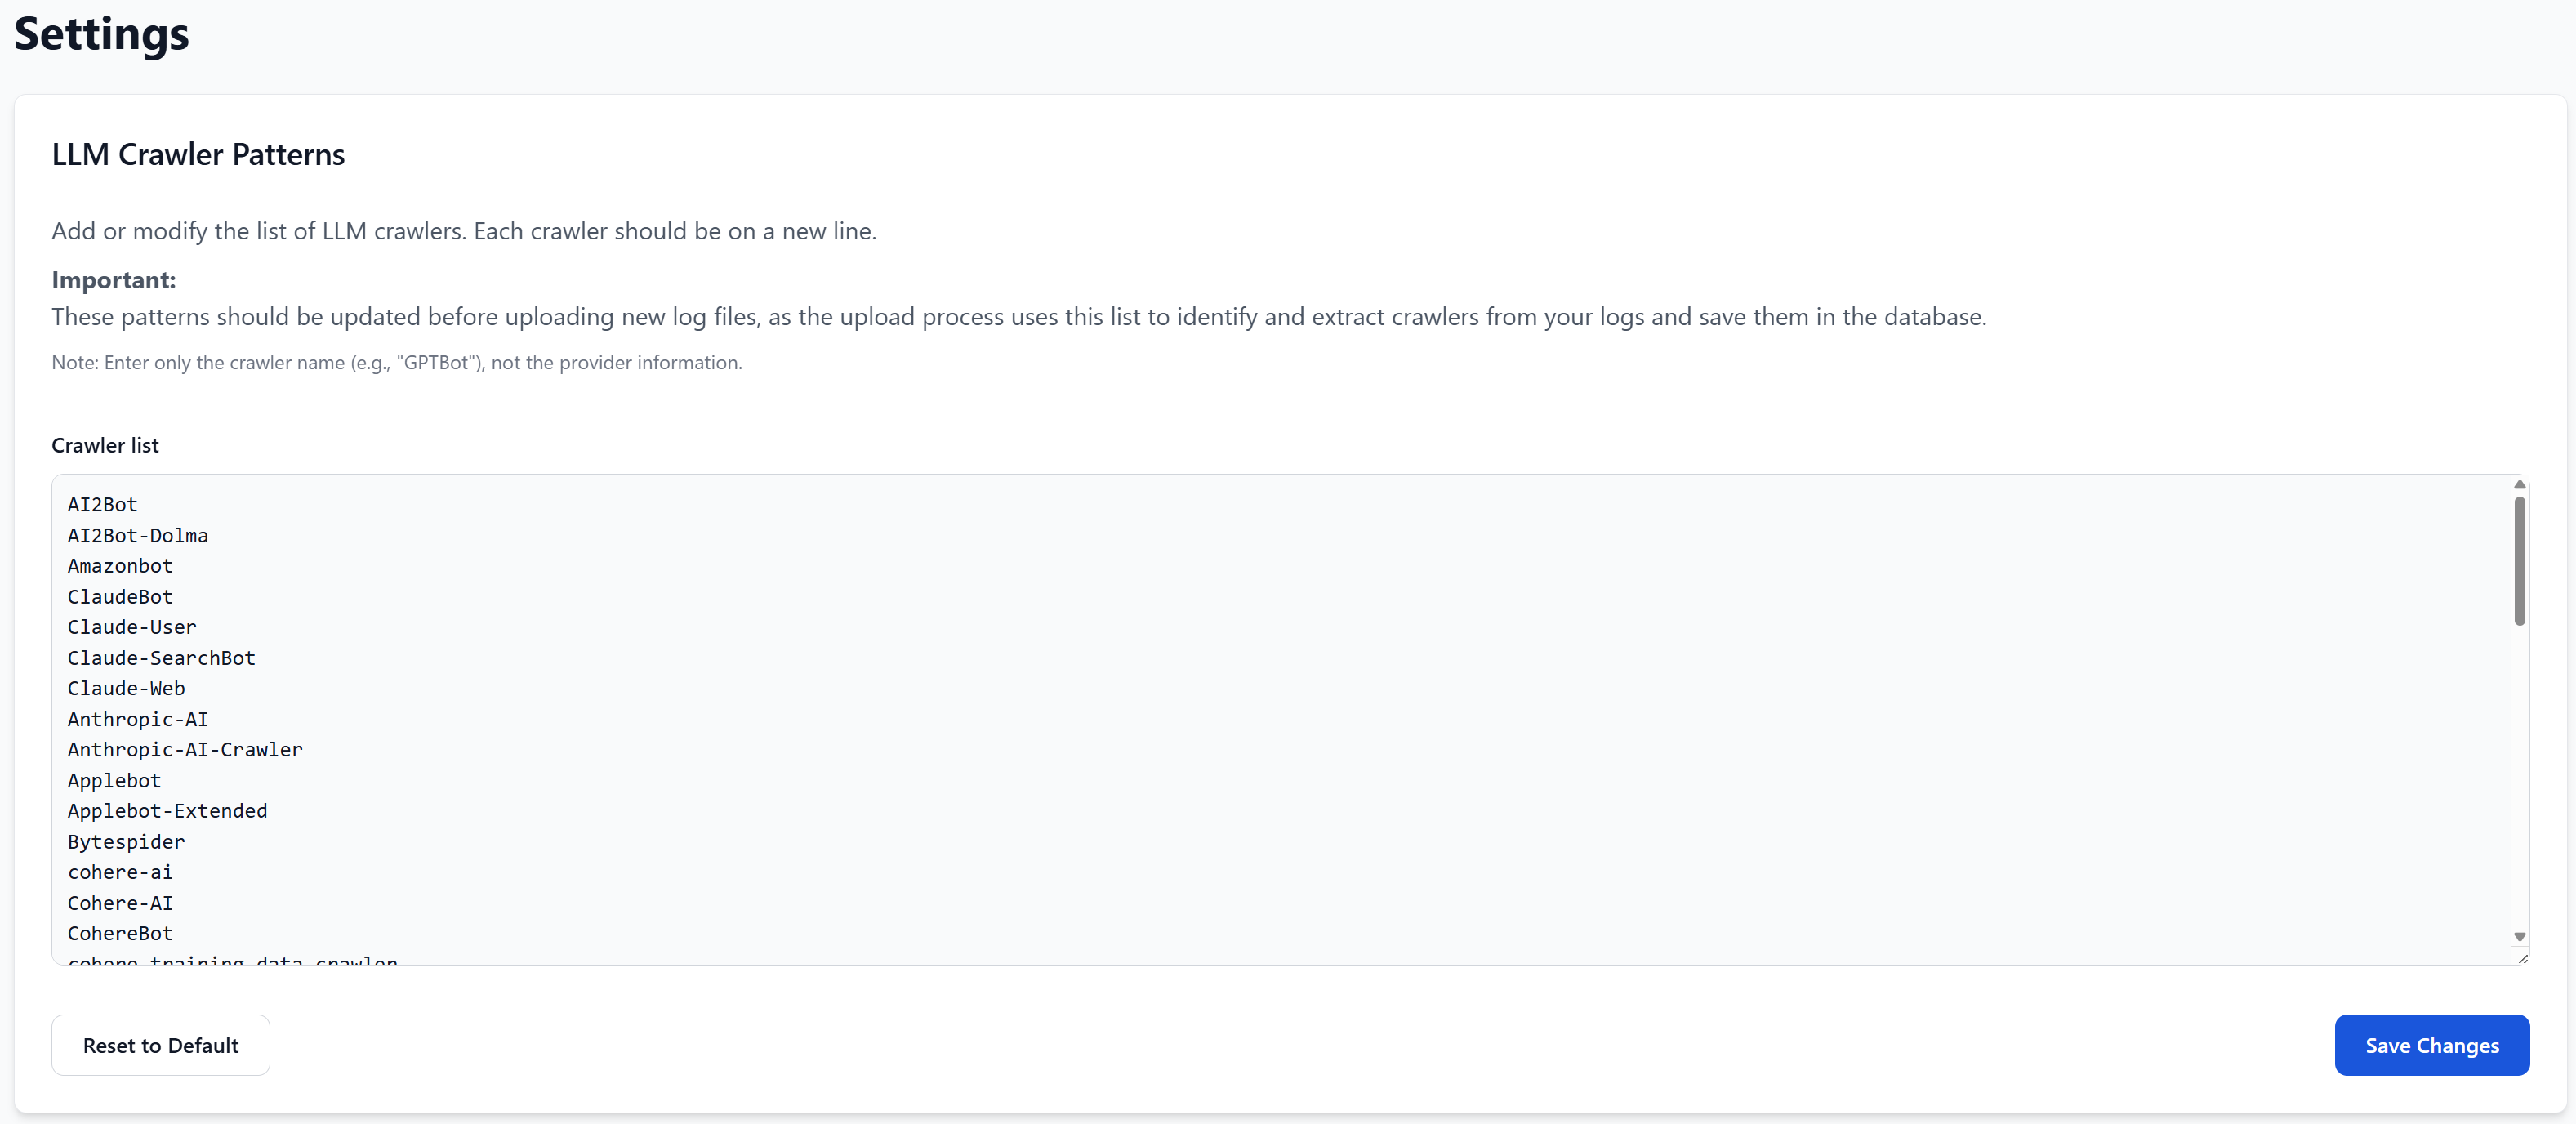 Settings
LLM Crawler Patterns
Add or modify the list of LLM crawlers. Each crawler should be on a new line.
Important:
These patterns should be updated before uploading new log files, as the upload process uses this list to identify and extract crawlers from your logs and save them in the database.
Note: Enter only the crawler name (e.g., "GPTBot"), not the provider information.
Crawler list
AI2Bot
AI2Bot-Dolma
Amazonbot
ClaudeBot
Claude-User
Claude-SearchBot
Claude-Web
Anthropic-AI
Anthropic-AI-Crawler
Applebot
Applebot-Extended
Bytespider
cohere-ai
Cohere-AI
CohereBot
cohere-training-data-crawler
Reset to Default
Save Changes